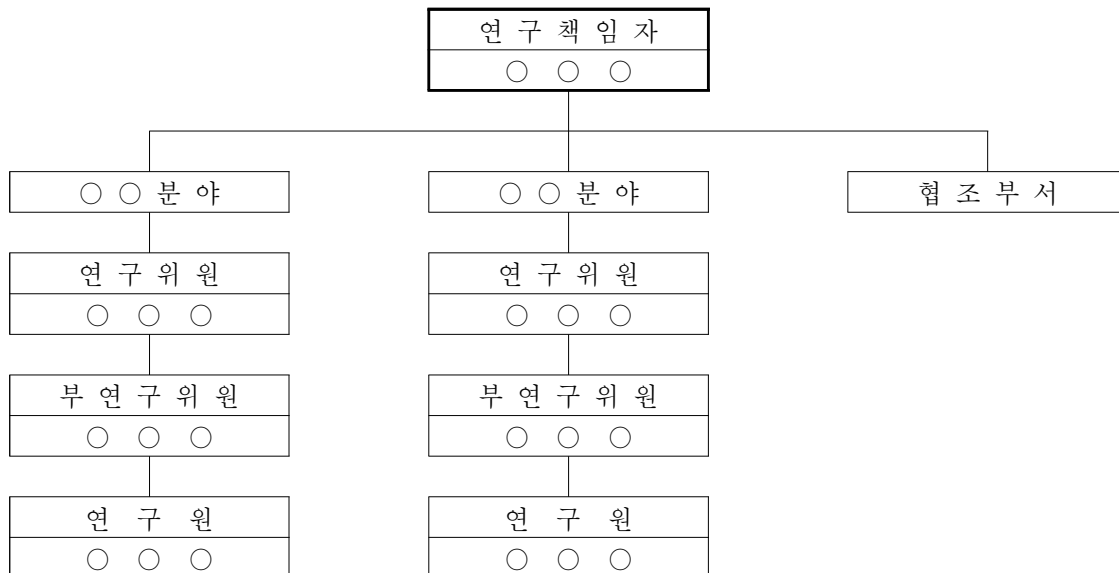 연 구 책 임 자
○ ○ ○
○ ○ 분 야
○ ○ 분 야
협 조 부 서
연 구 위 원
○ ○ ○
연 구 위 원
○ ○ ○
부 연 구 위 원
○ ○ ○
부 연 구 위 원
○ ○ ○
연 구 원
○ ○ ○
연 구 원
○ ○ ○